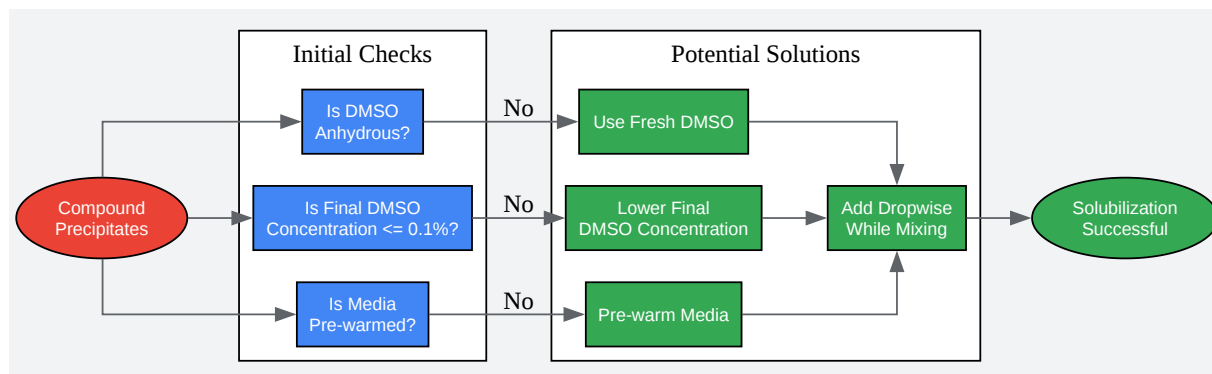 Initial Checks
Potential Solutions
Is DMSO
Anhydrous?
No
Use Fresh DMSO
Compound
Precipitates
Is Final DMSO
Concentration <= 0.1%?
No
Lower Final
DMSO Concentration
Add Dropwise
While Mixing
Solubilization
Successful
Is Media
Pre-warmed?
No
Pre-warm Media